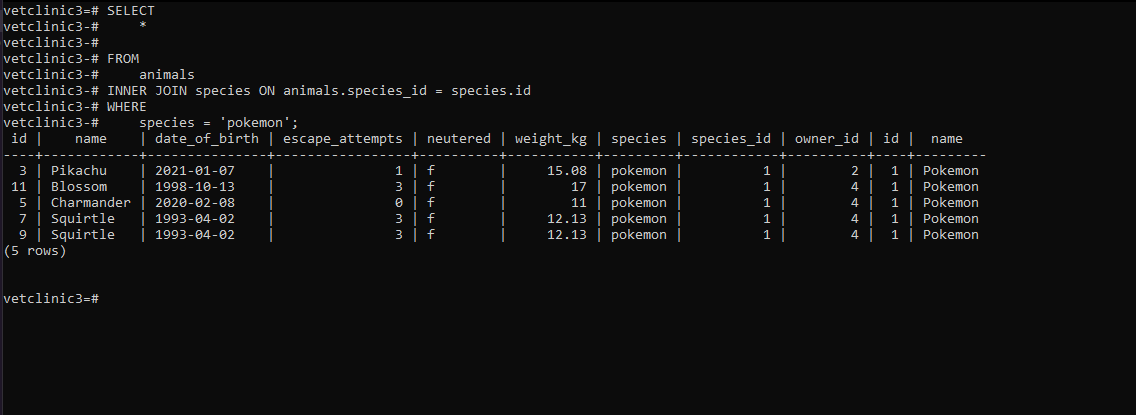 vetclinic3=# SELECT
vetclinic3-#     *
vetclinic3-#
vetclinic3-# FROM
vetclinic3-#     animals
vetclinic3-# INNER JOIN species ON animals.species_id = species.id
vetclinic3-# WHERE
vetclinic3-#     species = 'pokemon';
 id |    name    | date_of_birth | escape_attempts | neutered | weight_kg | species | species_id | owner_id | id |  name
----+------------+---------------+-----------------+----------+-----------+---------+------------+----------+----+---------
  3 | Pikachu    | 2021-01-07    |               1 | f        |     15.08 | pokemon |          1 |        2 |  1 | Pokemon
 11 | Blossom    | 1998-10-13    |               3 | f        |        17 | pokemon |          1 |        4 |  1 | Pokemon
  5 | Charmander | 2020-02-08    |               0 | f        |        11 | pokemon |          1 |        4 |  1 | Pokemon
  7 | Squirtle   | 1993-04-02    |               3 | f        |     12.13 | pokemon |          1 |        4 |  1 | Pokemon
  9 | Squirtle   | 1993-04-02    |               3 | f        |     12.13 | pokemon |          1 |        4 |  1 | Pokemon
(5 rows)
vetclinic3=#